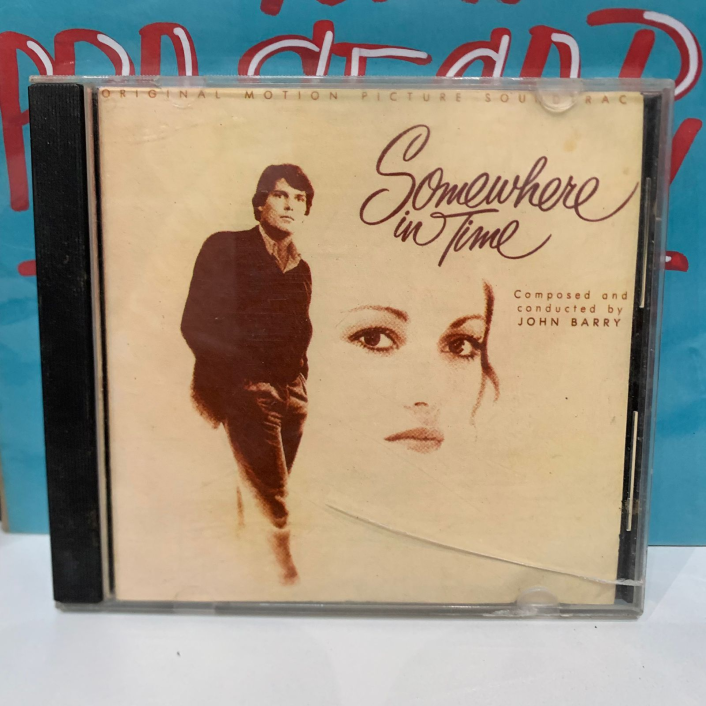 ORIGINAL MOTION PICTURE SOUNDTRAC
Somewhere
in Time
Composed and
conducted by
JOHN BARRY